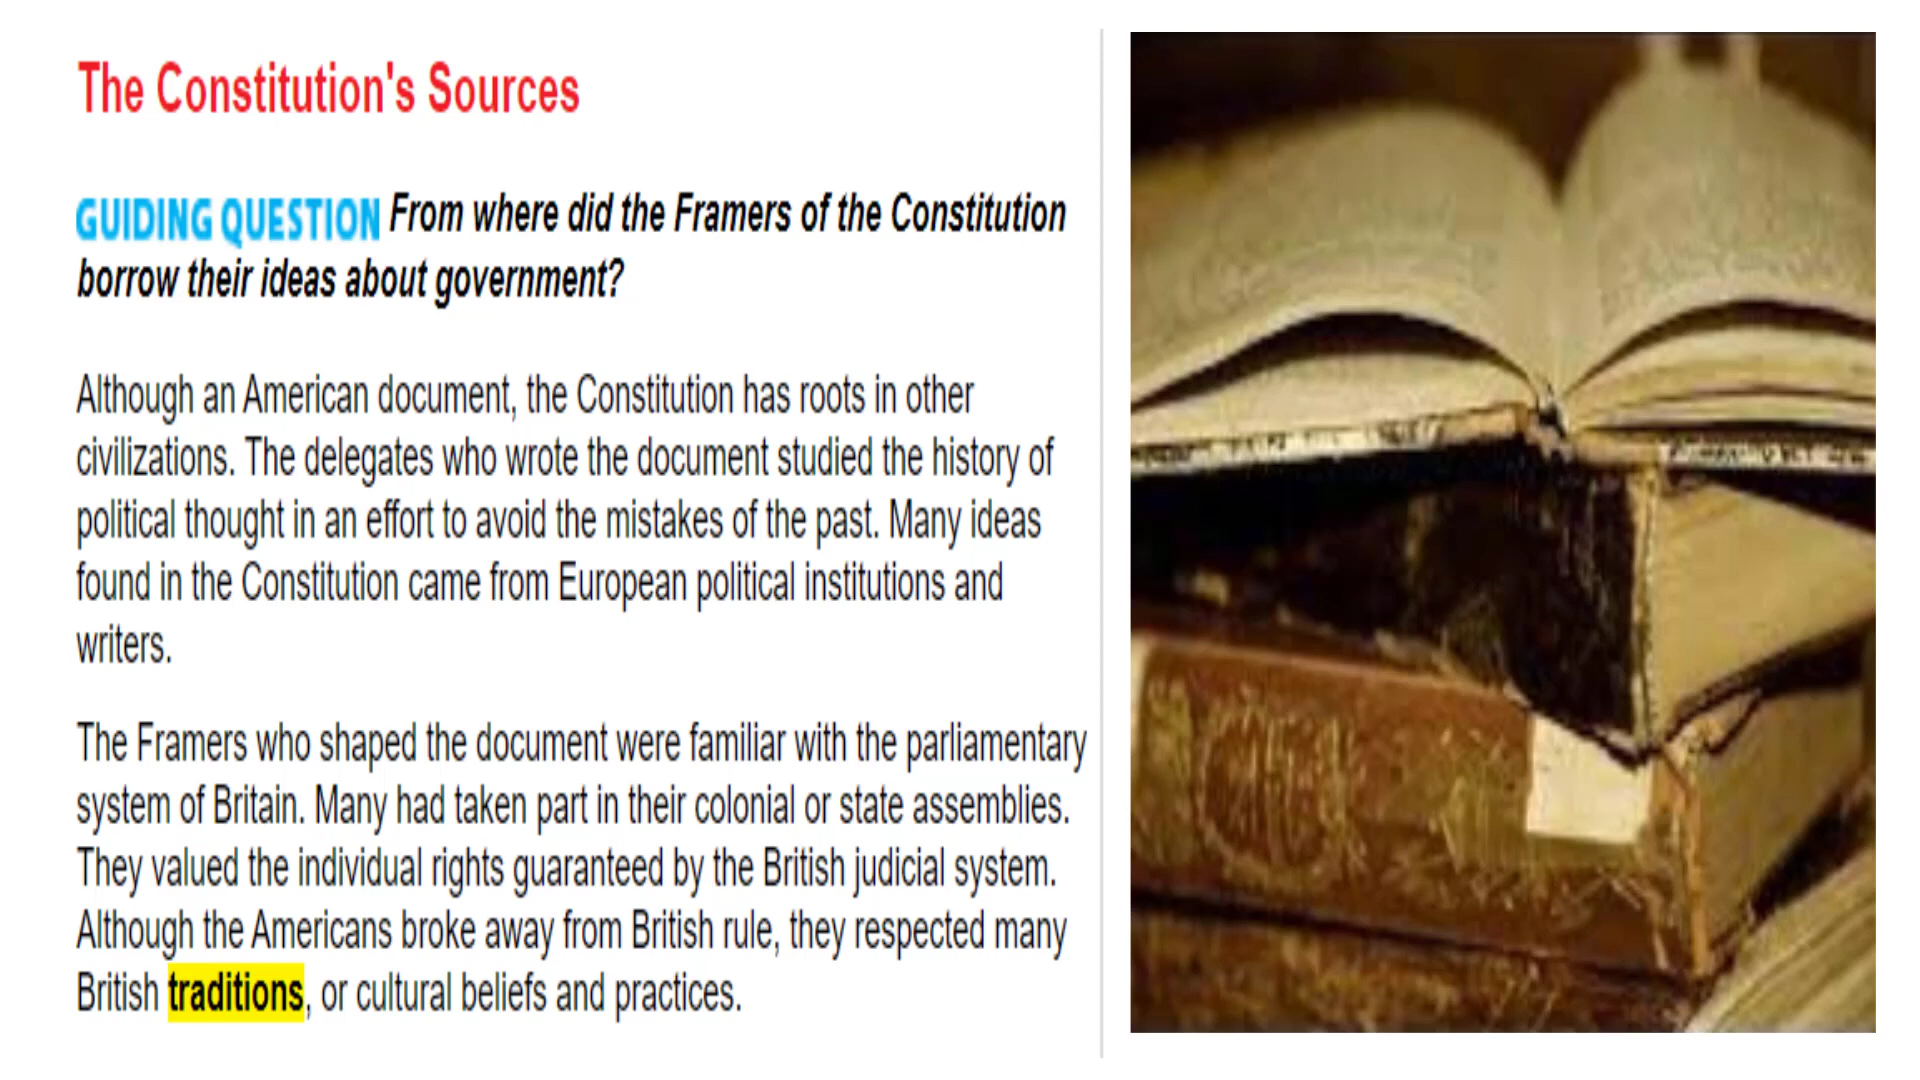 The Constitution's Sources
GUIDING QUESTION From where did the Framers of the Constitution
borrow their ideas about government?
Although an American document, the Constitution has roots in other
civilizations. The delegates who wrote the document studied the history of
political thought in an effort to avoid the mistakes of the past. Many ideas
found in the Constitution came from European political institutions and
writers.
The Framers who shaped the document were familiar with the parliamentary
system of Britain. Many had taken part in their colonial or state assemblies.
They valued the individual rights guaranteed by the British judicial system.
Although the Americans broke away from British rule, they respected many
British traditions, or cultural beliefs and practices.